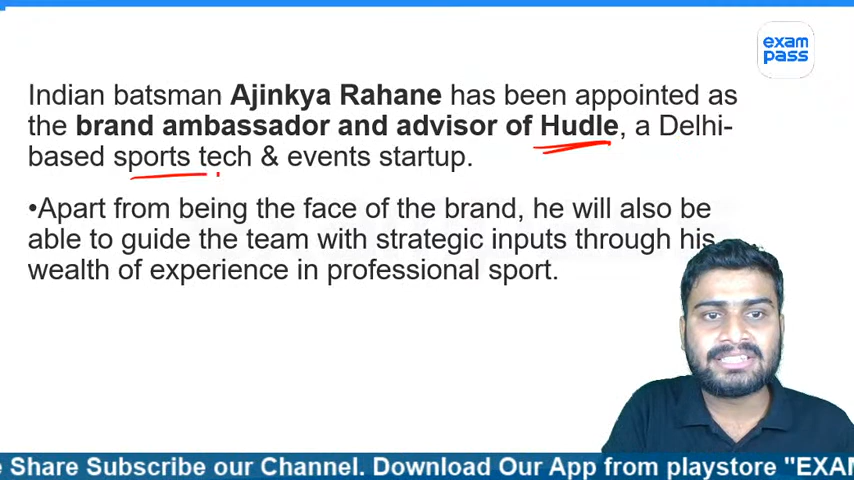 exam
pass
Indian batsman Ajinkya Rahane has been appointed as
the brand ambassador and advisor of Hudle, a Delhi-
based sports tech & events startup.
•Apart from being the face of the brand, he will also be
able to guide the team with strategic inputs through his
wealth of experience in professional sport.
e Share Subscribe our Channel. Download Our App from playstore "EXAM